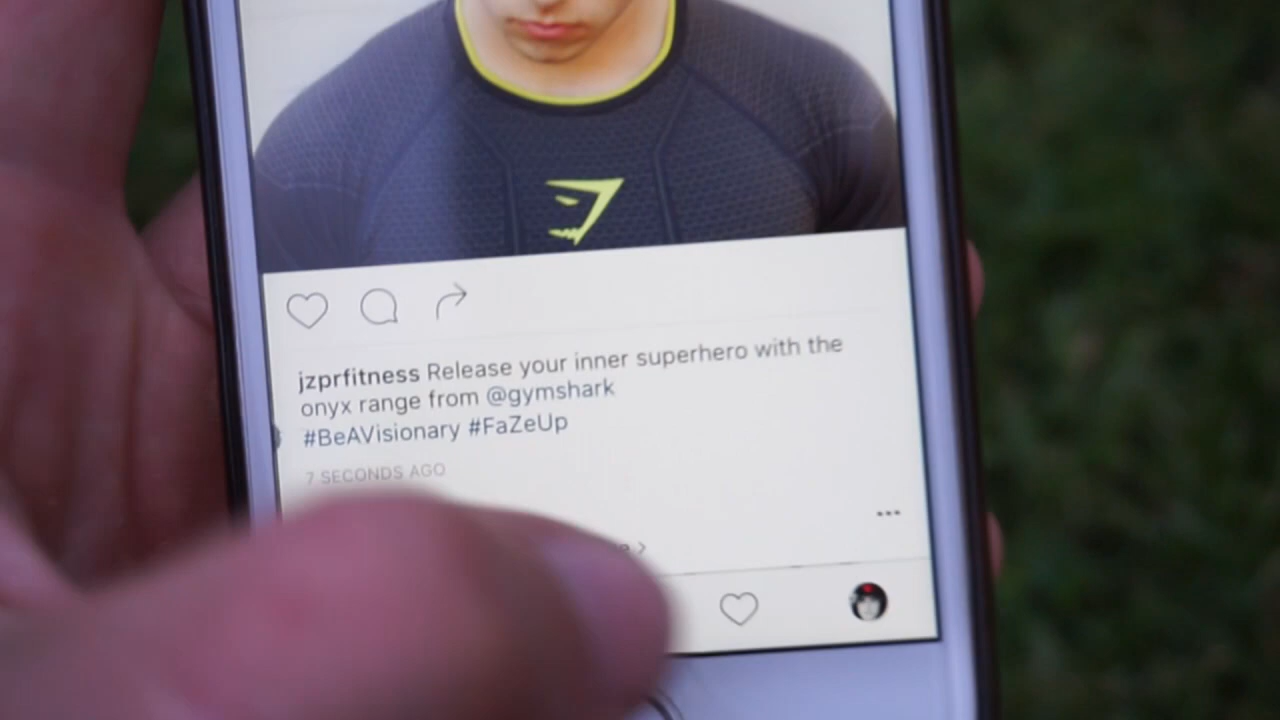 jzprfitness Release your inner superhero with the
onyx range from @gymshark
#BeAVisionary #FaZeUp
7 SECONDS AGO